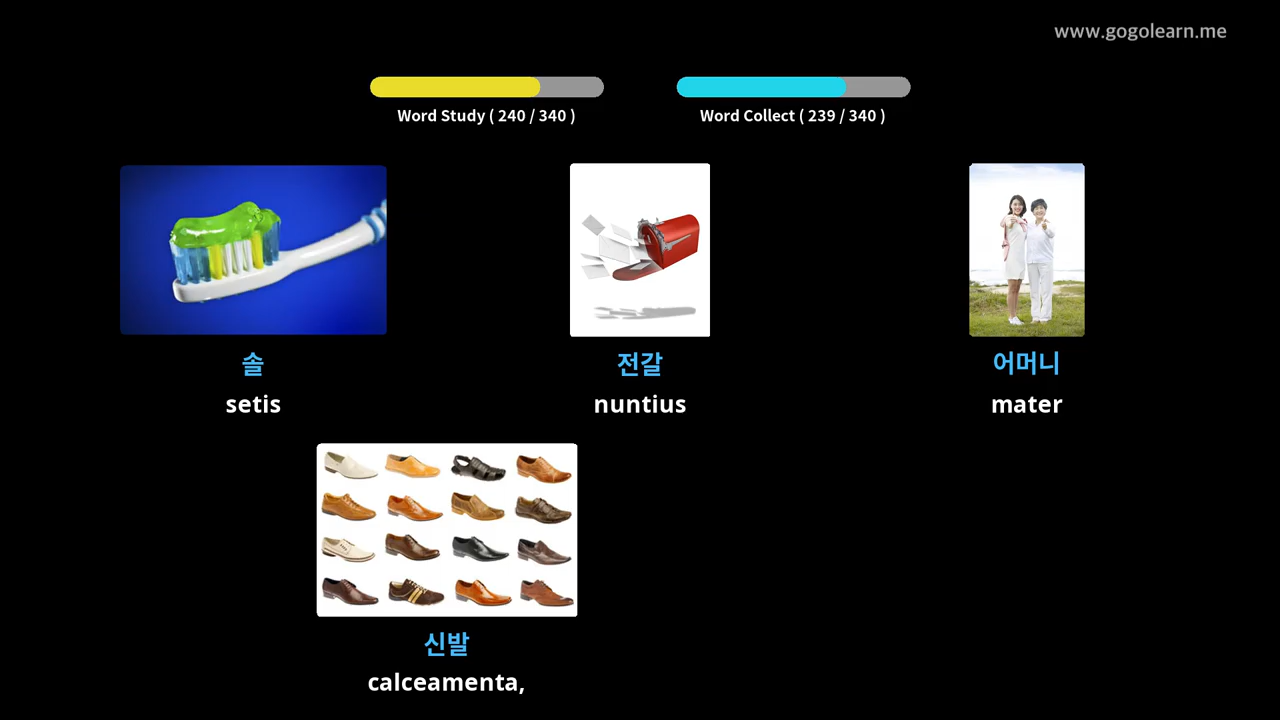 www.gogolearn.me
Word Study ( 240 / 340 )
Word Collect ( 239 / 340 )
솔
setis
전갈
nuntius
어머니
mater
신발
calceamenta,